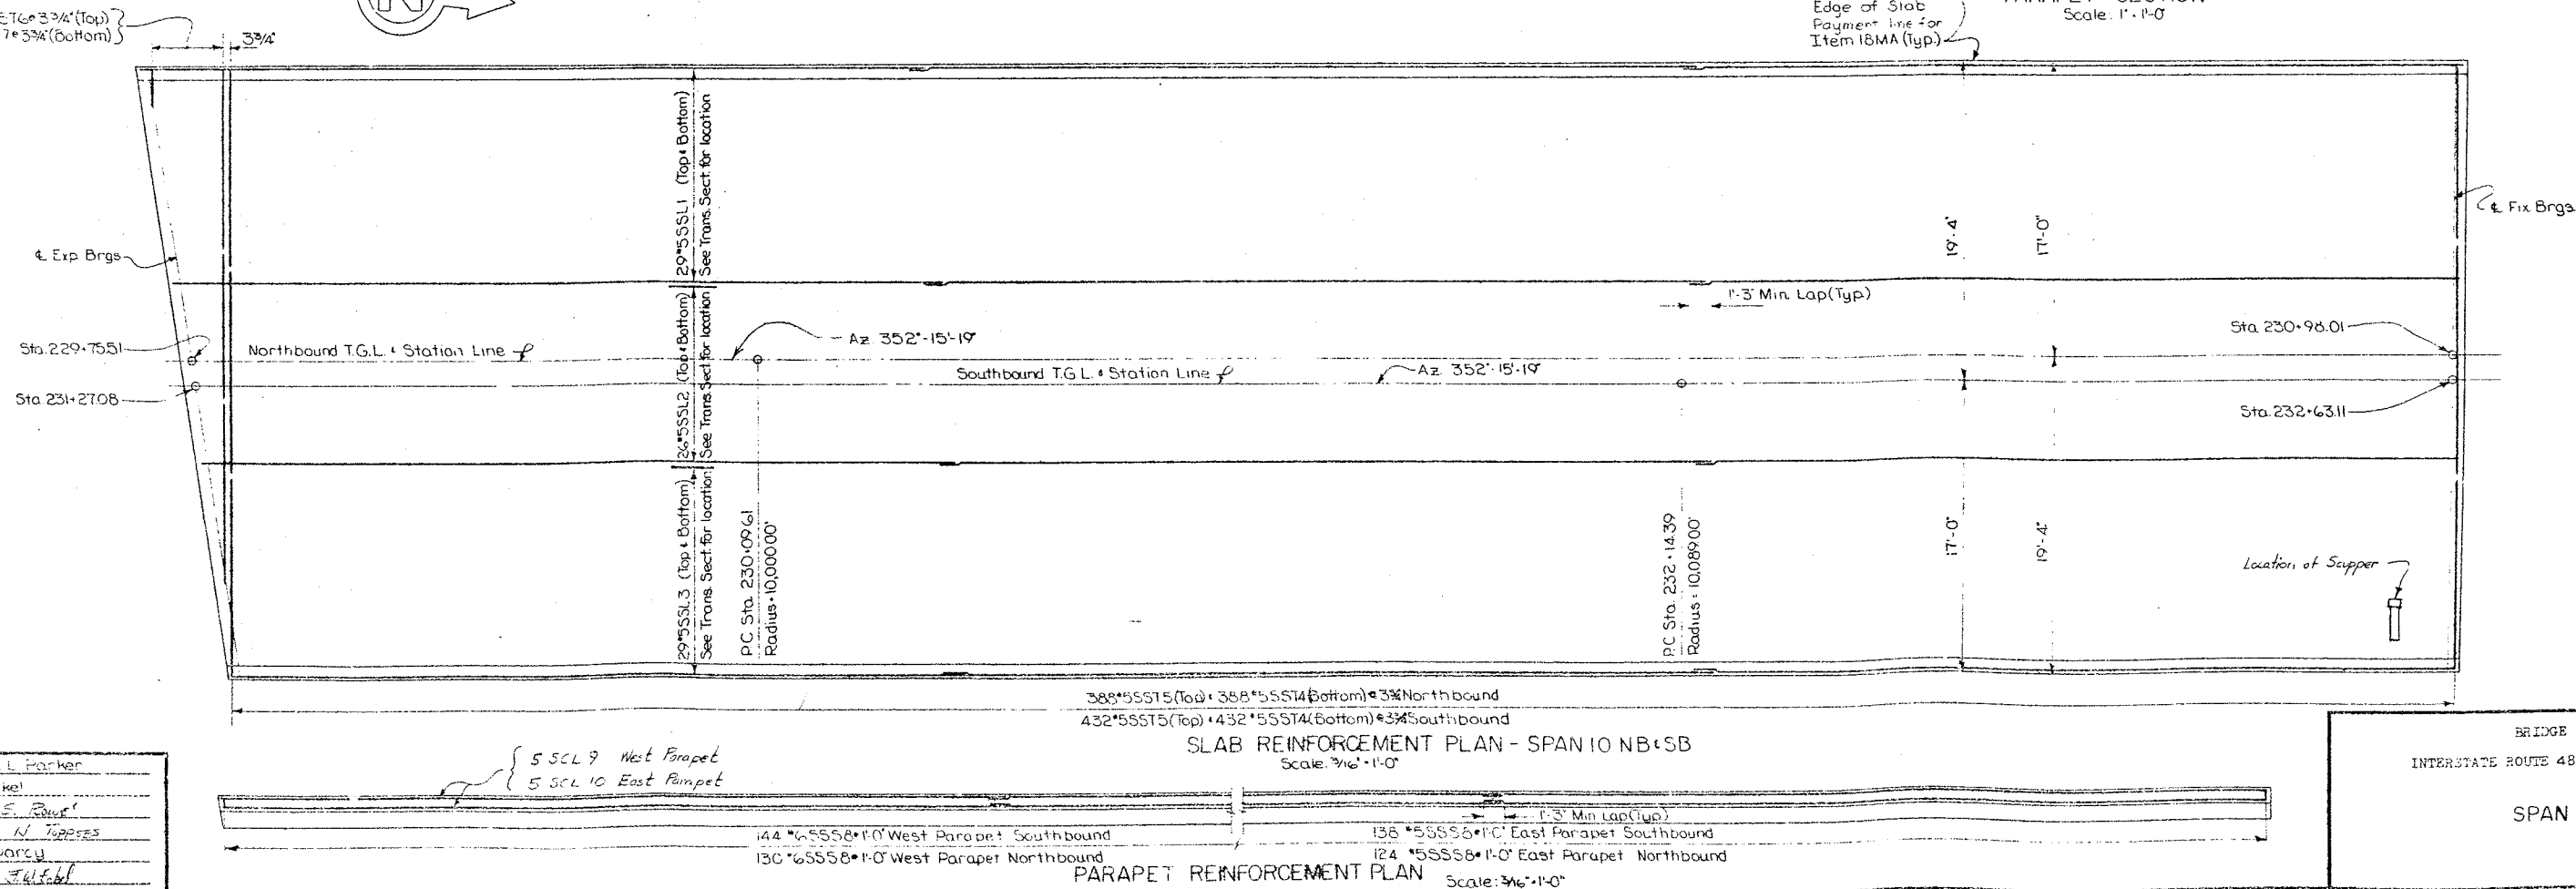 3 3/4" (Top)
7 @ 3 3/4" (Bottom)
3 3/4"
N
Edge of Slab
Payment line for
Item 18MA (Typ.)
Scale: 1" = 1'-0"
℄ Exp. Brgs
℄ Fix Brgs
29 #5SSL1 (Top & Bottom)
See Trans. Sect. for location
26 #5SSL2 (Top & Bottom)
See Trans. Sect. for location
29 #5SSL3 (Top & Bottom)
See Trans. Sect. for location
Sta. 229+75.51
Northbound T.G.L. & Station Line
Az. 352°-15'-19"
Sta. 231+27.08
Southbound T.G.L. & Station Line
Az. 352°-15'-19"
1'-3" Min. Lap (Typ.)
19'-4"
17'-0"
Sta. 230+98.01
Sta. 232+63.11
P.C. Sta. 230+09.61
Radius = 10,000.00'
P.C. Sta. 232+14.39
Radius = 10,089.00'
17'-0"
19'-4"
Location of Scupper
388 #5SST5 (Top) & 388 #5SST4 (Bottom) @ 3 3/4" Northbound
432 #5SST5 (Top) & 432 #5SST4 (Bottom) @ 3 3/4" Southbound
SLAB REINFORCEMENT PLAN - SPAN 10 NB & SB
Scale: 3/16" = 1'-0"
5 SCL 9 West Parapet
5 SCL 10 East Parapet
1'-3" Min Lap (Typ)
144 #6SSS8 @ 1'-0" West Parapet Southbound
138 #5SSS8 @ 1'-0" East Parapet Southbound
130 #6SSS8 @ 1'-0" West Parapet Northbound
124 #5SSS8 @ 1'-0" East Parapet Northbound
PARAPET REINFORCEMENT PLAN
Scale: 3/16" = 1'-0"
L. Parker
BRIDGE
INTERSTATE ROUTE 48
SPAN